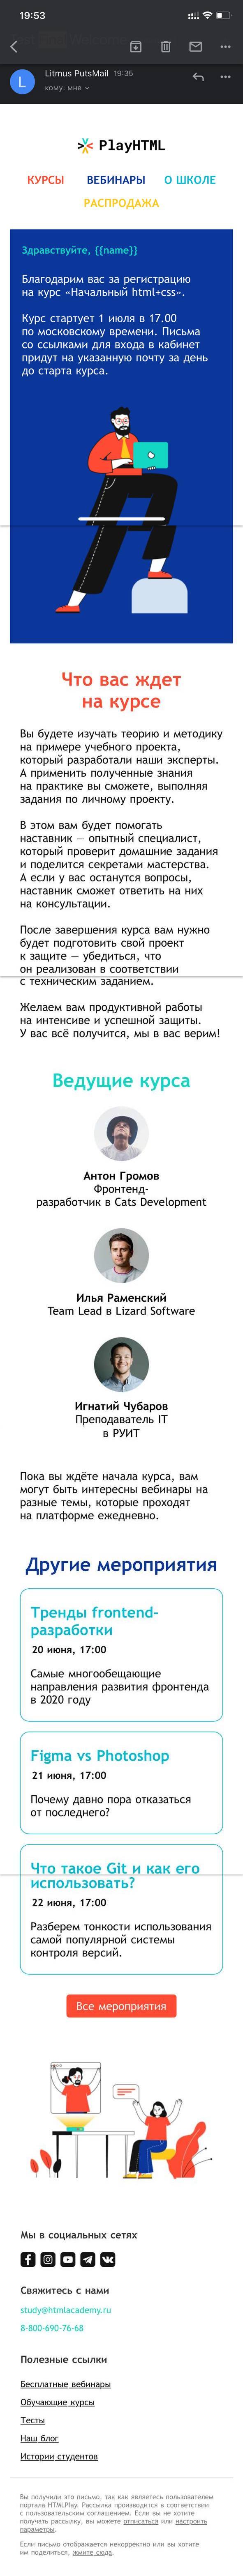 19:53
Litmus PutsMail 19:35
L
кому: мне
PlayHTML
КУРСЫ ВЕБИНАРЫ О ШКОЛЕ
РАСПРОДАЖА
Здравствуйте, {{name}}
Благодарим вас за регистрацию
на курс «Начальный html+css».
Курс стартует 1 июля в 17.00
по московскому времени. Письма
со ссылками для входа в кабинет
придут на указанную почту за день
до старта курса.
Что вас ждет
на курсе
Вы будете изучать теорию и методику
на примере учебного проекта,
который разработали наши эксперты.
А применить полученные знания
на практике вы сможете, выполняя
задания по личному проекту.
В этом вам будет помогать
наставник — опытный специалист,
который проверит домашние задания
и поделится секретами мастерства.
А если у вас останутся вопросы,
наставник сможет ответить на них
на консультации.
После завершения курса вам нужно
будет подготовить свой проект
к защите — убедиться, что
он реализован в соответствии
с техническим заданием.
Желаем вам продуктивной работы
на интенсиве и успешной защиты.
У вас всё получится, мы в вас верим!
Ведущие курса
Антон Громов
Фронтенд-
разработчик в Cats Development
Илья Раменский
Team Lead в Lizard Software
Игнатий Чубаров
Преподаватель IT
в РУИТ
Пока вы ждёте начала курса, вам
могут быть интересны вебинары на
разные темы, которые проходят
на платформе ежедневно.
Другие мероприятия
Тренды frontend-
разработки
20 июня, 17:00
Самые многообещающие
направления развития фронтенда
в 2020 году
Figma vs Photoshop
21 июня, 17:00
Почему давно пора отказаться
от последнего?
Что такое Git и как его
использовать?
22 июня, 17:00
Разберем тонкости использования
самой популярной системы
контроля версий.
Все мероприятия
Мы в социальных сетях
Свяжитесь с нами
study@htmlacademy.ru
8-800-690-76-68
Полезные ссылки
Бесплатные вебинары
Обучающие курсы
Тесты
Наш блог
Истории студентов
Вы получили это письмо, так как являетесь пользователем
портала HTMLPlay. Рассылка производится в соответствии
с пользовательским соглашением. Если вы не хотите
получать рассылку, вы можете отписаться или настроить
параметры.
Если письмо отображается некорректно или вы хотите
им поделиться, жмите сюда.